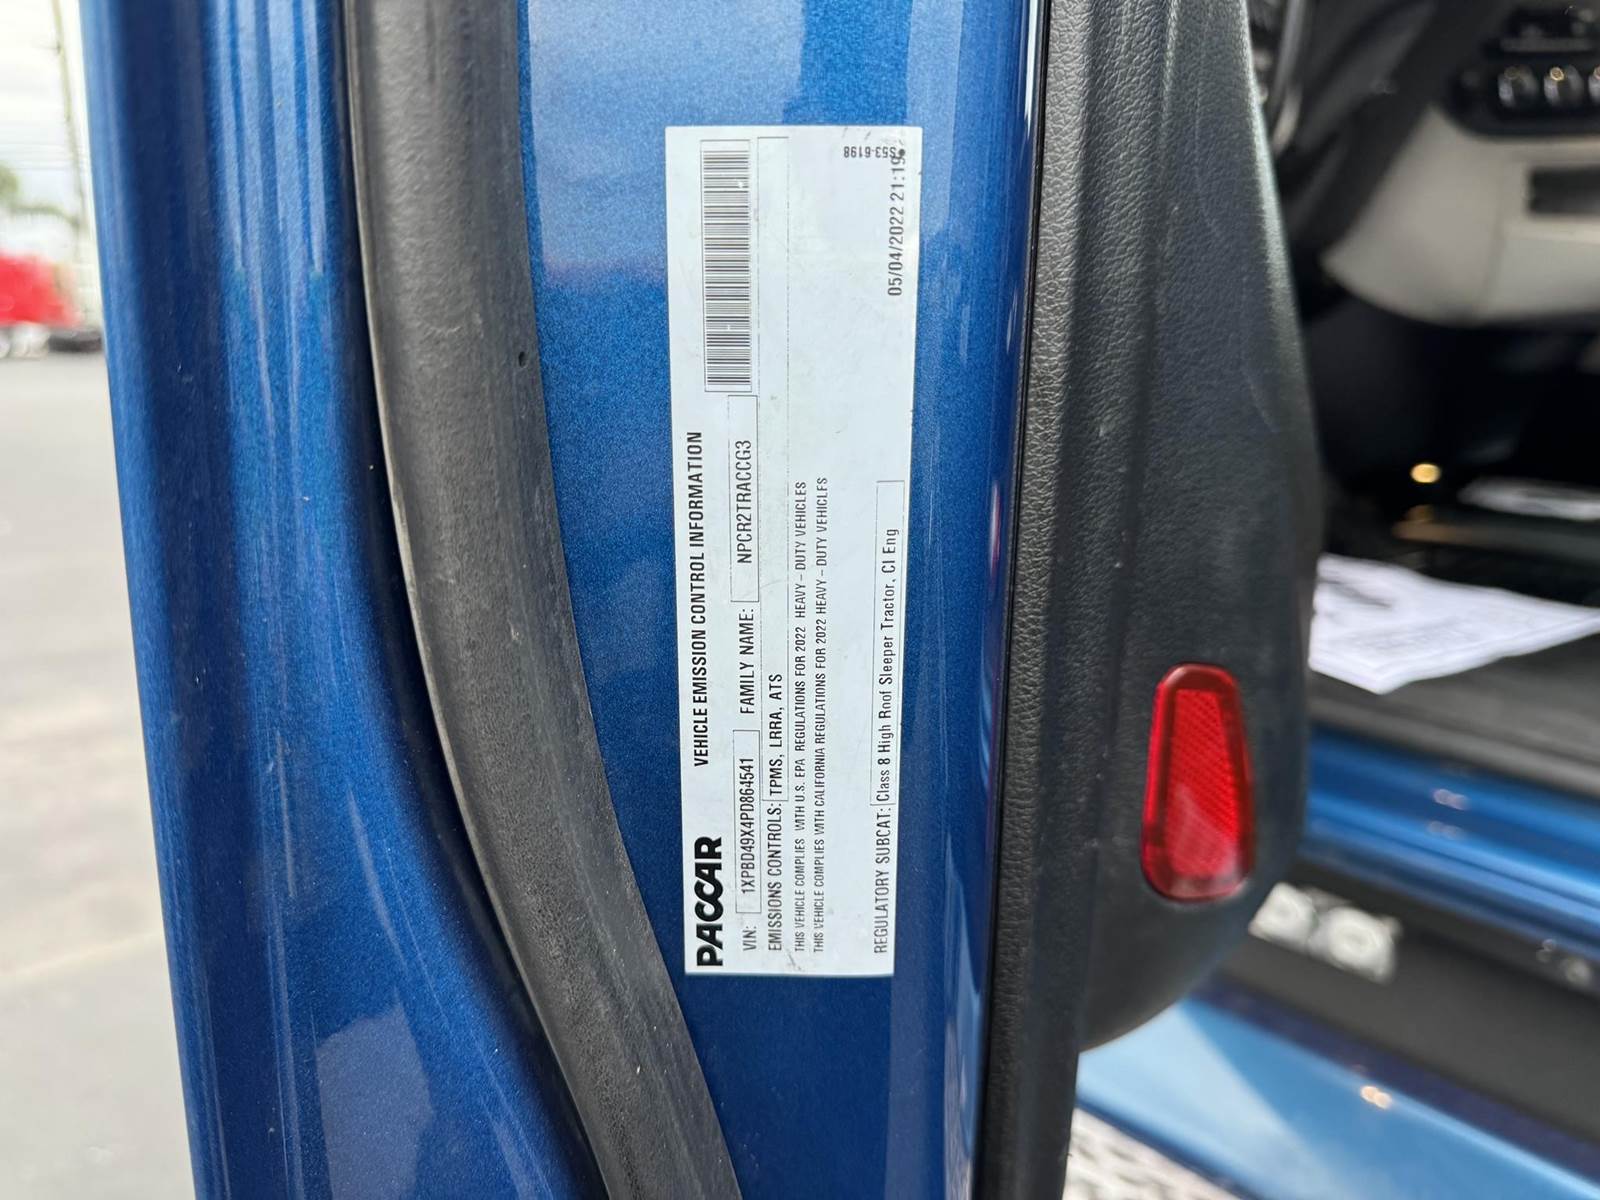 PACCAR
VEHICLE EMISSION CONTROL INFORMATION
VIN: 1XPBD49X4PD864541 FAMILY NAME: NPCR2TRACCG3
EMISSIONS CONTROLS: TPMS, LRRA, ATS
THIS VEHICLE COMPLIES WITH U.S. EPA REGULATIONS FOR 2022 HEAVY-DUTY VEHICLES
THIS VEHICLE COMPLIES WITH CALIFORNIA REGULATIONS FOR 2022 HEAVY-DUTY VEHICLES
REGULATORY SUBCAT: Class 8 High Roof Sleeper Tractor, CI Eng
05/04/2022 21:19
S53-6198